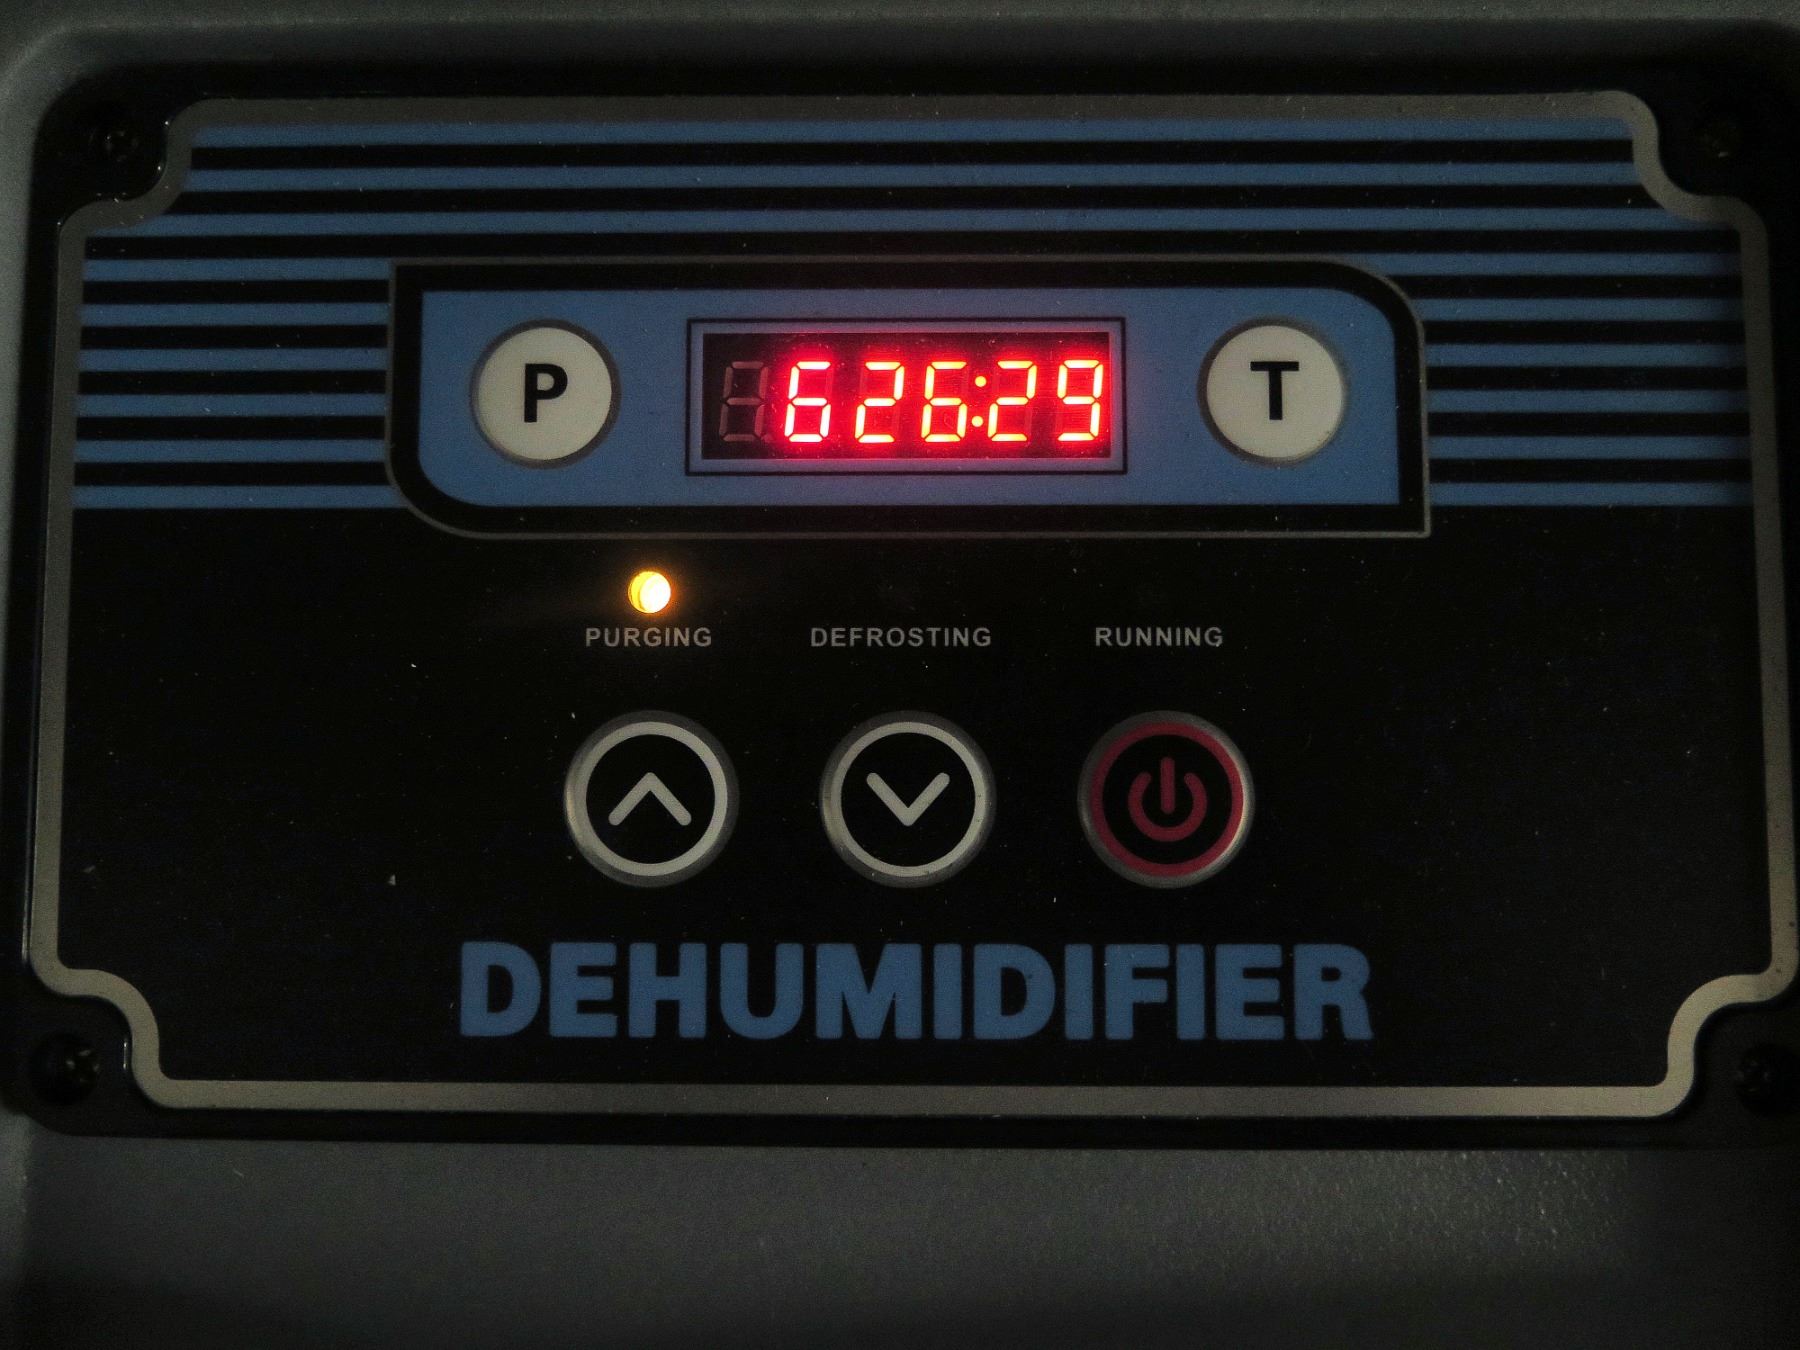 P 626:29 T
PURGING DEFROSTING RUNNING
DEHUMIDIFIER